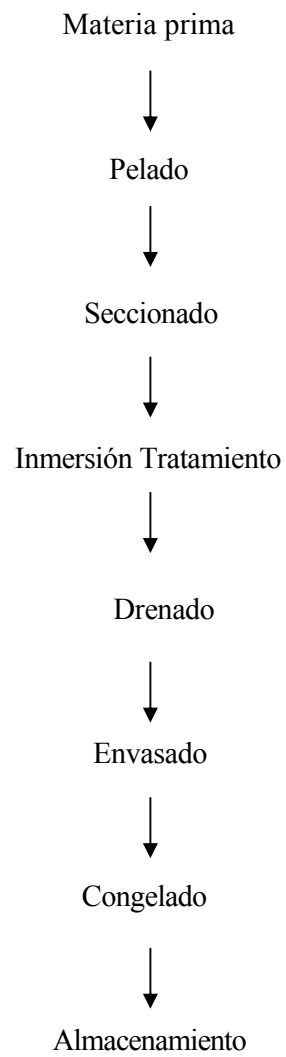 Materia prima
Pelado
Seccionado
Inmersión Tratamiento
Drenado
Envasado
Congelado
Almacenamiento